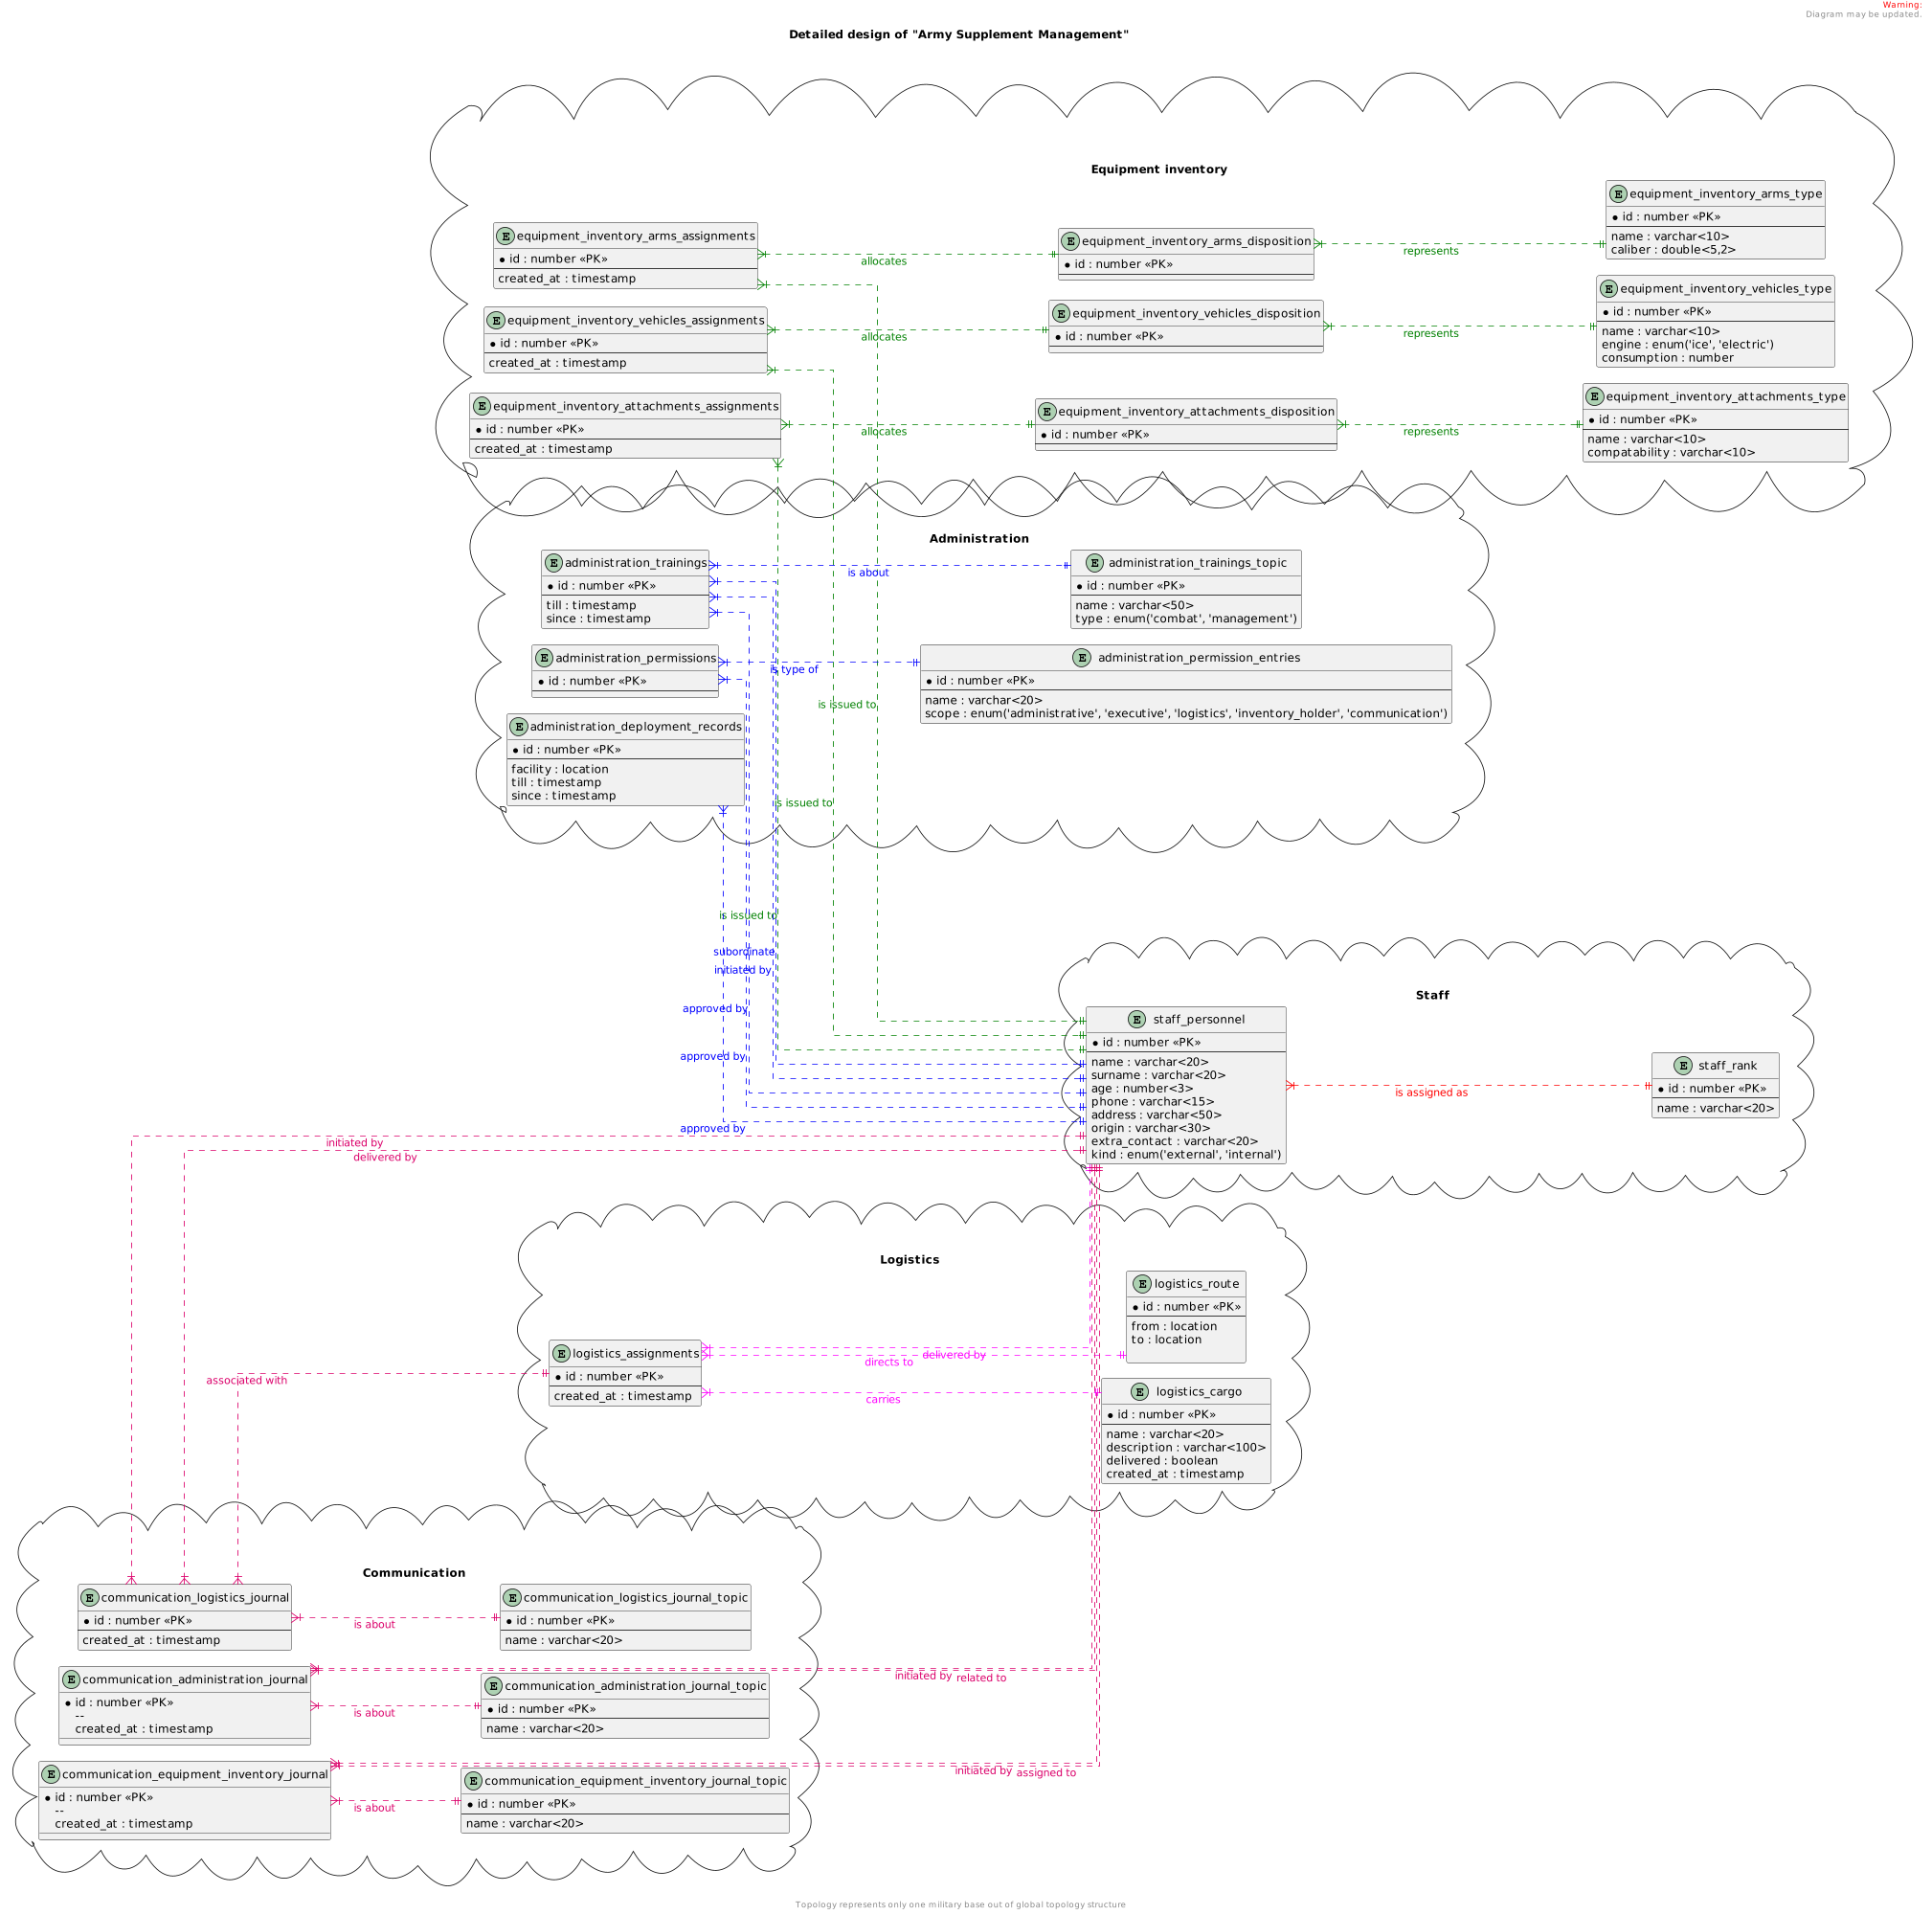 Warning:
Diagram may be updated.
Detailed design of "Army Supplement Management"
Equipment inventory
E equipment_inventory_arms_assignments
id : number «PK»
created_at : timestamp
E equipment_inventory_arms_disposition
id : number «PK»
E equipment_inventory_arms_type
id : number «PK»
name : varchar<10>
caliber : double<5,2>
allocates
represents
E equipment_inventory_vehicles_assignments
id : number «PK»
created_at : timestamp
E equipment_inventory_vehicles_disposition
id : number «PK»
E equipment_inventory_vehicles_type
id : number «PK»
name : varchar<10>
engine : enum('ice', 'electric')
consumption : number
allocates
represents
E equipment_inventory_attachments_assignments
id : number «PK»
created_at : timestamp
E equipment_inventory_attachments_disposition
id : number «PK»
E equipment_inventory_attachments_type
id : number «PK»
name : varchar<10>
compatability : varchar<10>
allocates
represents
Administration
E administration_trainings
id : number «PK»
till : timestamp
since : timestamp
is about
E administration_trainings_topic
id : number «PK»
name : varchar<50>
type : enum('combat', 'management')
E administration_permissions
id : number «PK»
is type of
E administration_permission_entries
id : number «PK»
name : varchar<20>
scope : enum('administrative', 'executive', 'logistics', 'inventory_holder', 'communication')
is issued to
E administration_deployment_records
id : number «PK»
facility : location
till : timestamp
since : timestamp
is issued to
is issued to
subordinate
initiated by
approved by
approved by
approved by
Staff
E staff_personnel
id : number «PK»
name : varchar<20>
surname : varchar<20>
age : number<3>
phone : varchar<15>
address : varchar<50>
origin : varchar<30>
extra_contact : varchar<20>
kind : enum('external', 'internal')
is assigned as
E staff_rank
id : number «PK»
name : varchar<20>
initiated by
delivered by
Logistics
E logistics_route
id : number «PK»
from : location
to : location
E logistics_assignments
id : number «PK»
created_at : timestamp
delivered by
directs to
carries
associated with
E logistics_cargo
id : number «PK»
name : varchar<20>
description : varchar<100>
delivered : boolean
created_at : timestamp
Communication
E communication_logistics_journal
id : number «PK»
created_at : timestamp
is about
E communication_logistics_journal_topic
id : number «PK»
name : varchar<20>
E communication_administration_journal
id : number «PK»
--
created_at : timestamp
is about
E communication_administration_journal_topic
id : number «PK»
name : varchar<20>
initiated by
related to
E communication_equipment_inventory_journal
id : number «PK»
--
created_at : timestamp
is about
E communication_equipment_inventory_journal_topic
id : number «PK»
name : varchar<20>
initiated by
assigned to
Topology represents only one military base out of global topology structure